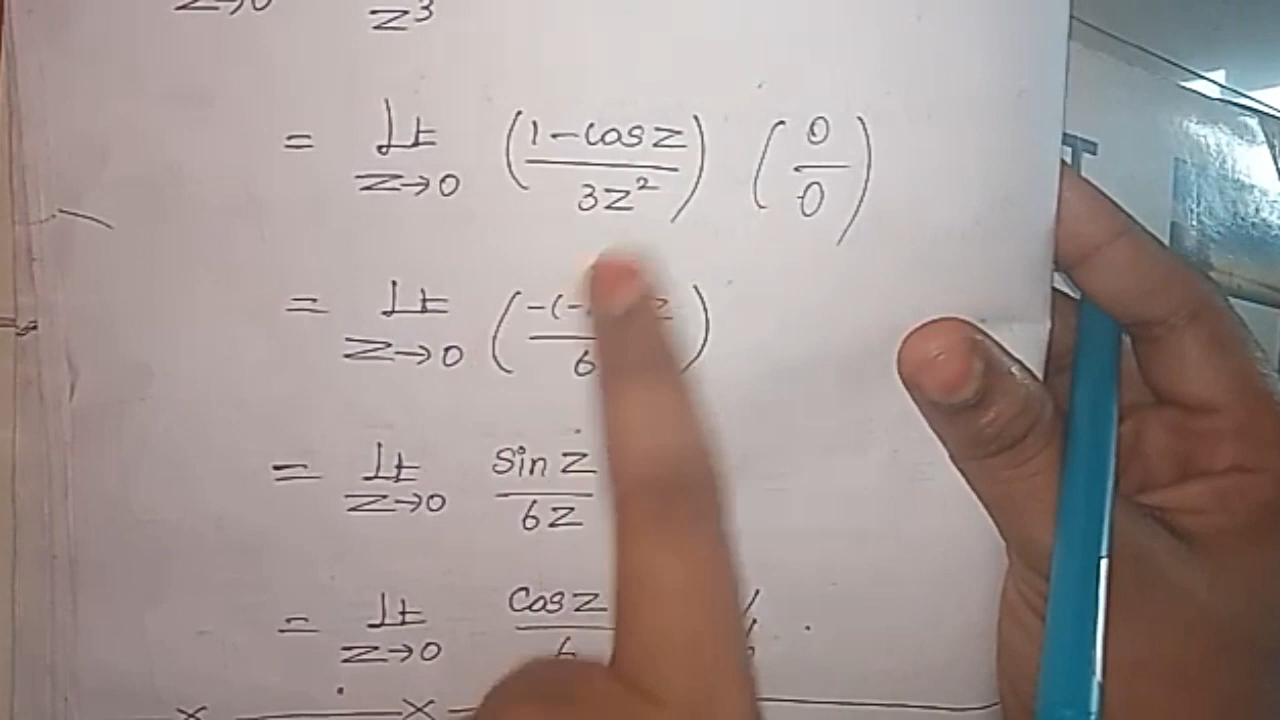 z→0 z³
= Lt z→0 (1-cos z / 3z²) (0/0)
= Lt z→0 (-(- z / 6 )
= Lt z→0 sin z / 6z
= Lt z→0 cos z / 6
× ×